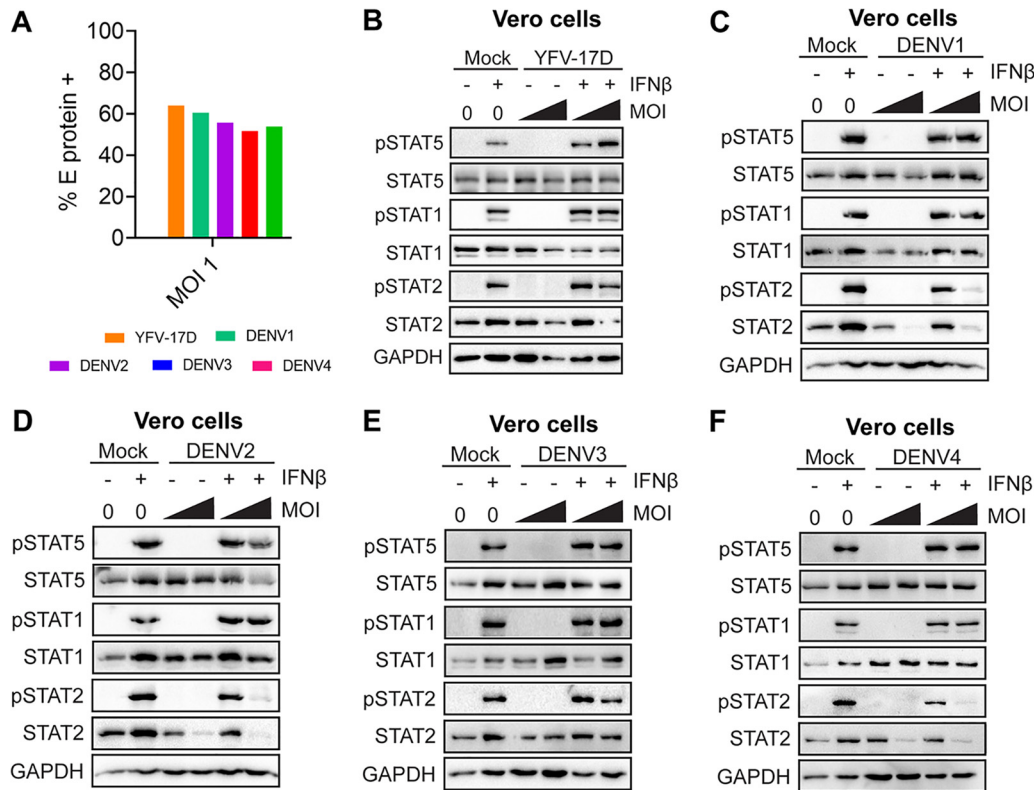 A
% E protein +
100
80
60
40
20
0
MOI 1
YFV-17D DENV1
DENV2 DENV3 DENV4
B
Vero cells
Mock YFV-17D
- + - - + + IFNβ
0 0 MOI
pSTAT5
STAT5
pSTAT1
STAT1
pSTAT2
STAT2
GAPDH
C
Vero cells
Mock DENV1
- + - - + + IFNβ
0 0 MOI
pSTAT5
STAT5
pSTAT1
STAT1
pSTAT2
STAT2
GAPDH
D
Vero cells
Mock DENV2
- + - - + + IFNβ
0 0 MOI
pSTAT5
STAT5
pSTAT1
STAT1
pSTAT2
STAT2
GAPDH
E
Vero cells
Mock DENV3
- + - - + + IFNβ
0 0 MOI
pSTAT5
STAT5
pSTAT1
STAT1
pSTAT2
STAT2
GAPDH
F
Vero cells
Mock DENV4
- + - - + + IFNβ
0 0 MOI
pSTAT5
STAT5
pSTAT1
STAT1
pSTAT2
STAT2
GAPDH